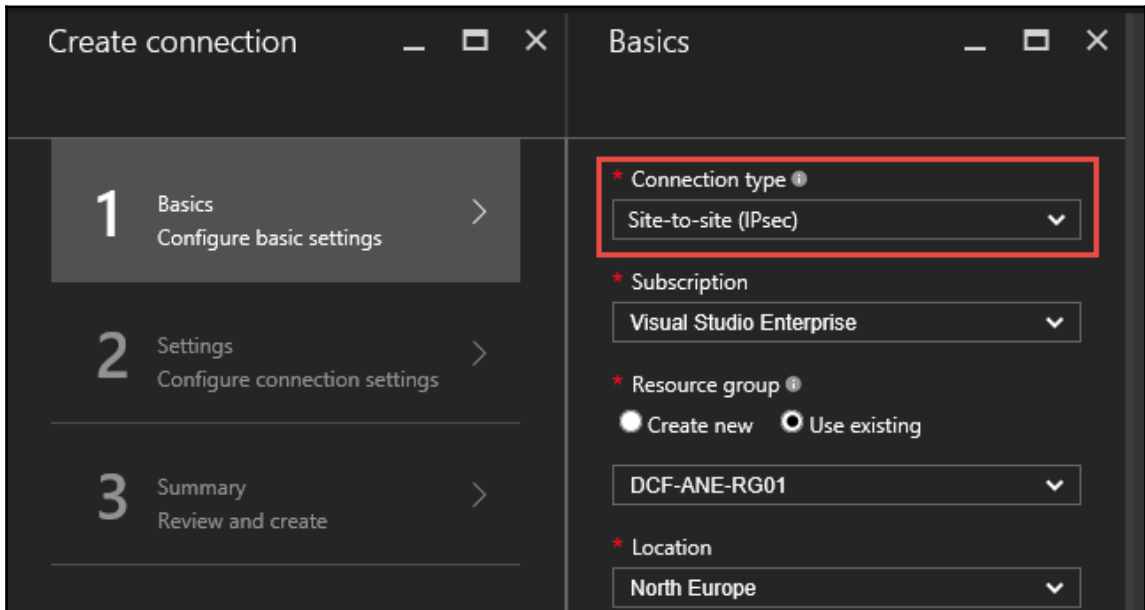 Create connection
1
Basics
Configure basic settings
2
Settings
Configure connection settings
3
Summary
Review and create
Basics
* Connection type
Site-to-site (IPsec)
* Subscription
Visual Studio Enterprise
* Resource group
Create new Use existing
DCF-ANE-RG01
* Location
North Europe